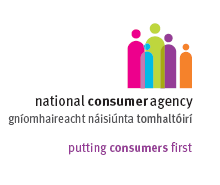 national consumer agency
gníomhaireacht náisiúnta tomhaltóirí
putting consumers first